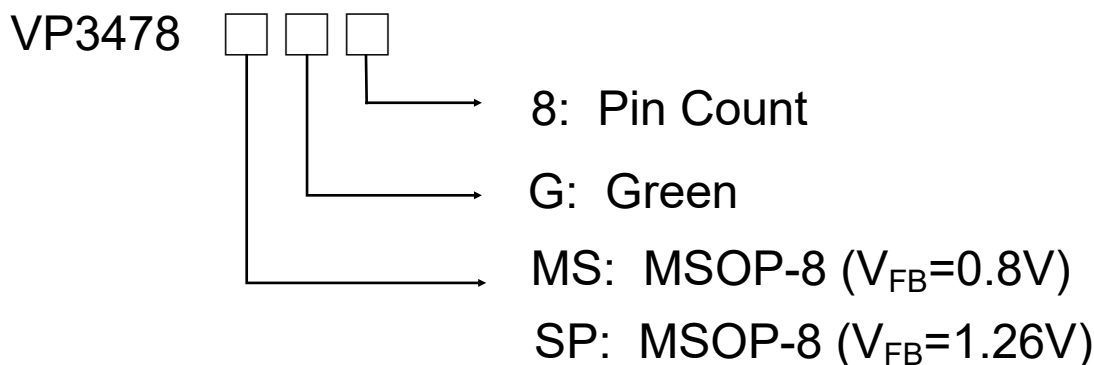 VP3478
8: Pin Count
G: Green
MS: MSOP-8 (VFB=0.8V)
SP: MSOP-8 (VFB=1.26V)